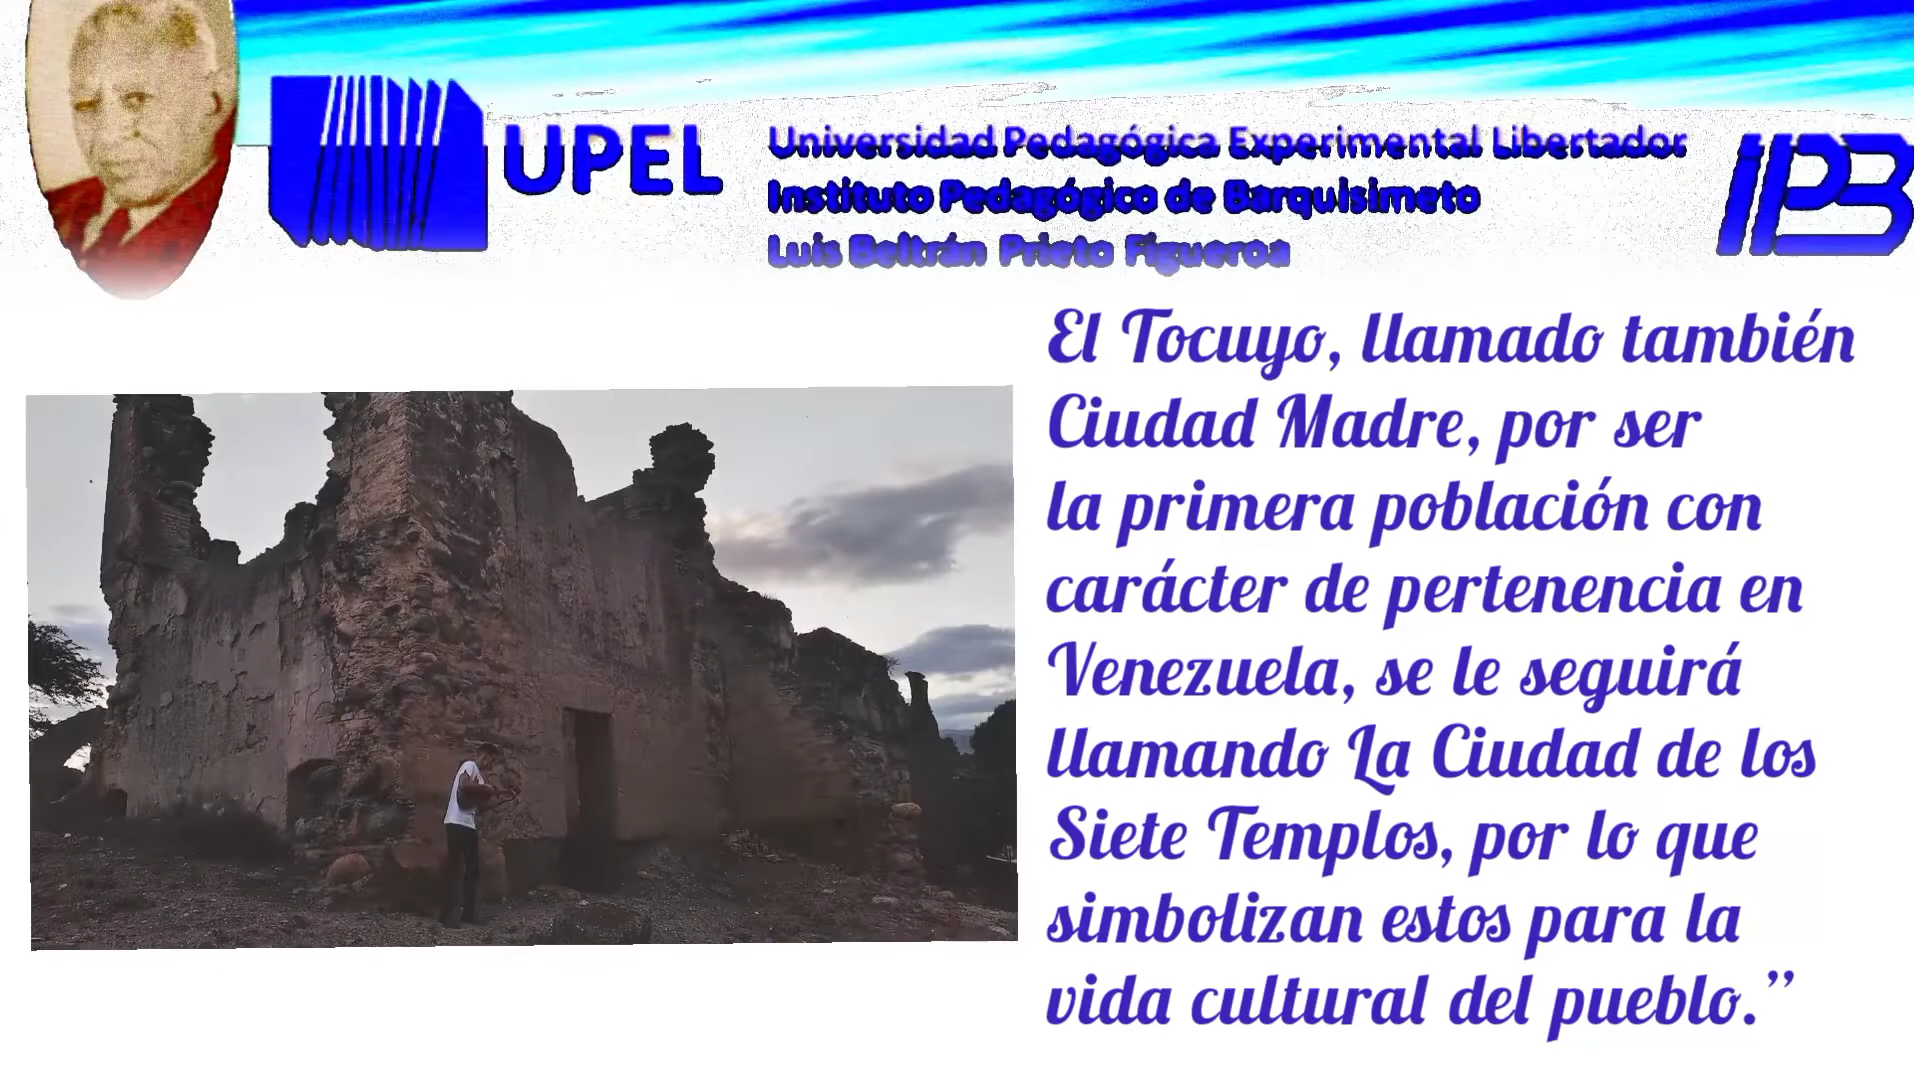 UPEL
Universidad Pedagógica Experimental Libertador
Instituto Pedagógico de Barquisimeto
Luis Beltrán Prieto Figueroa
IPB
El Tocuyo, llamado también
Ciudad Madre, por ser
la primera población con
carácter de pertenencia en
Venezuela, se le seguirá
llamando La Ciudad de los
Siete Templos, por lo que
simbolizan estos para la
vida cultural del pueblo.”